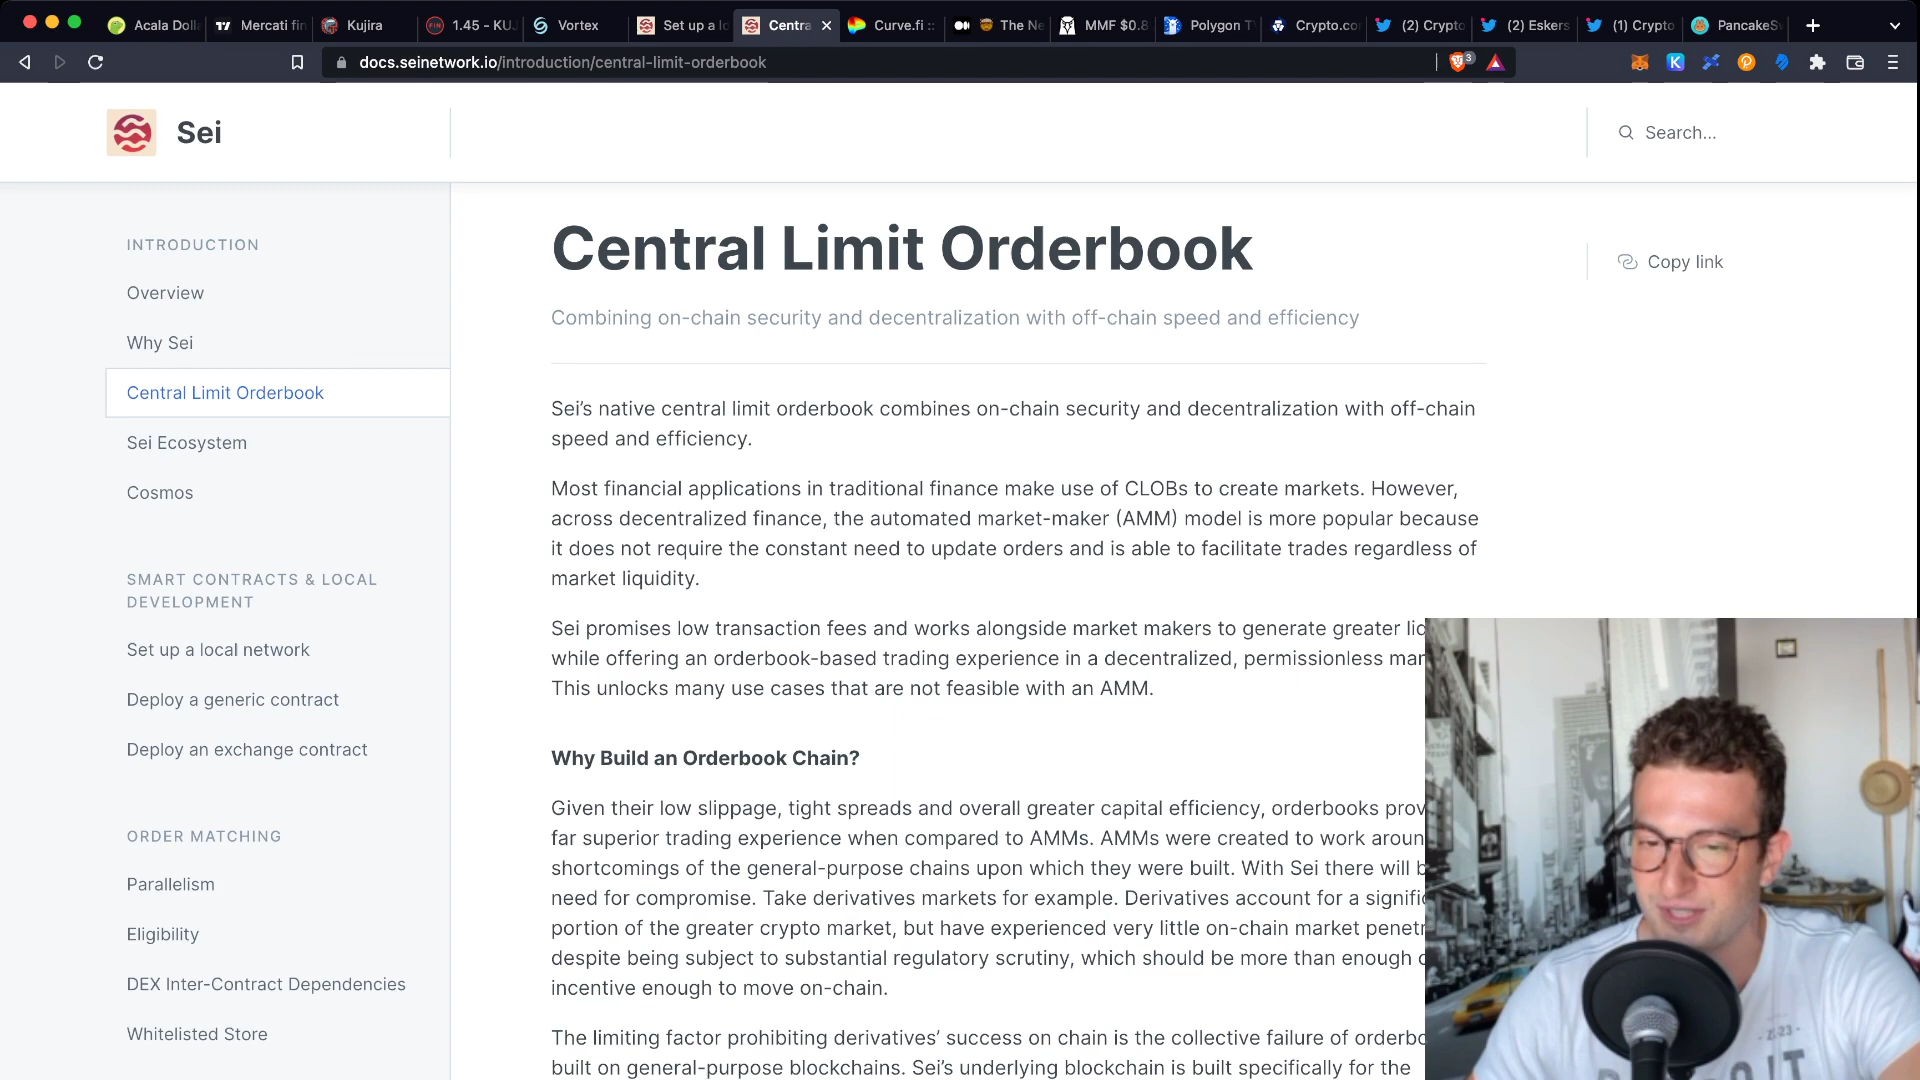 Acala Dolla
Mercati fin
Kujira
1.45 - KUJ
Vortex
Set up a lo
Centra
Curve.fi ::
The Ne
MMF $0.8
Polygon T
Crypto.co
(2) Crypto
(2) Eskers
(1) Crypto
PancakeSw
docs.seinetwork.io/introduction/central-limit-orderbook
3
Sei
Search...
INTRODUCTION
Overview
Why Sei
Central Limit Orderbook
Sei Ecosystem
Cosmos
SMART CONTRACTS & LOCAL
DEVELOPMENT
Set up a local network
Deploy a generic contract
Deploy an exchange contract
ORDER MATCHING
Parallelism
Eligibility
DEX Inter-Contract Dependencies
Whitelisted Store
Central Limit Orderbook
Copy link
Combining on-chain security and decentralization with off-chain speed and efficiency
Sei's native central limit orderbook combines on-chain security and decentralization with off-chain
speed and efficiency.
Most financial applications in traditional finance make use of CLOBs to create markets. However,
across decentralized finance, the automated market-maker (AMM) model is more popular because
it does not require the constant need to update orders and is able to facilitate trades regardless of
market liquidity.
Sei promises low transaction fees and works alongside market makers to generate greater liq
while offering an orderbook-based trading experience in a decentralized, permissionless mar
This unlocks many use cases that are not feasible with an AMM.
Why Build an Orderbook Chain?
Given their low slippage, tight spreads and overall greater capital efficiency, orderbooks prov
far superior trading experience when compared to AMMs. AMMs were created to work aroun
shortcomings of the general-purpose chains upon which they were built. With Sei there will b
need for compromise. Take derivatives markets for example. Derivatives account for a signific
portion of the greater crypto market, but have experienced very little on-chain market penetr
despite being subject to substantial regulatory scrutiny, which should be more than enough o
incentive enough to move on-chain.
The limiting factor prohibiting derivatives' success on chain is the collective failure of orderbo
built on general-purpose blockchains. Sei's underlying blockchain is built specifically for the